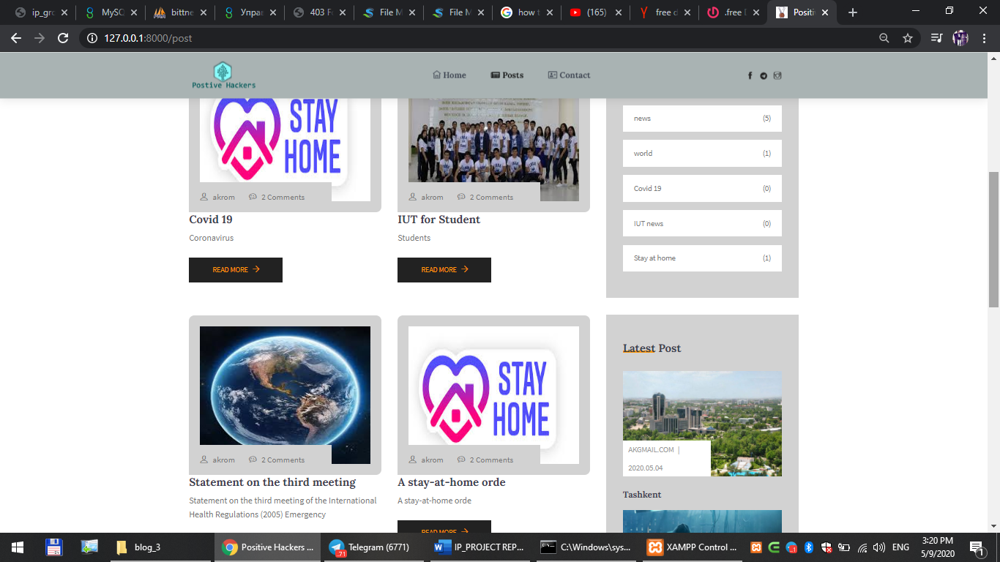 ip_gro
MySQ
bittne
Упра
403 Fo
File M
File M
how t
(165)
free d
.free D
Positi
127.0.0.1:8000/post
Postive Hackers
Home
Posts
Contact
STAY
HOME
akrom
2 Comments
Covid 19
Coronavirus
READ MORE
akrom
2 Comments
IUT for Student
Students
READ MORE
news (5)
world (1)
Covid 19 (0)
IUT news (0)
Stay at home (1)
akrom
2 Comments
Statement on the third meeting
Statement on the third meeting of the International
Health Regulations (2005) Emergency
STAY
HOME
akrom
2 Comments
A stay-at-home orde
A stay-at-home orde
READ MORE
Latest Post
AKGMAIL.COM |
2020.05.04
Tashkent
blog_3
Positive Hackers ...
71
Telegram (6771)
IP_PROJECT REP...
C:\Windows\sys...
XAMPP Control ...
ENG
3:20 PM
5/9/2020
1